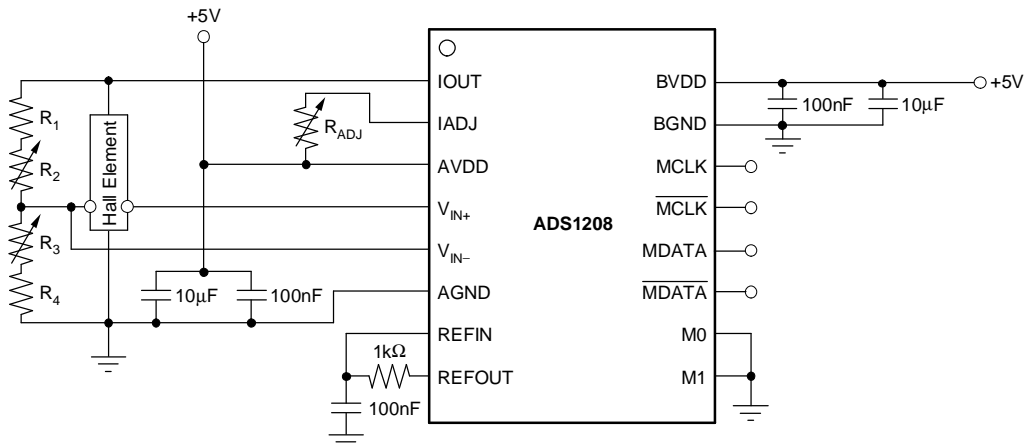 +5V
IOUT
BVDD
+5V
R1
100nF
10μF
RADJ
IADJ
BGND
R2
Hall Element
AVDD
MCLK
VIN+
ADS1208
MCLK
R3
VIN−
MDATA
R4
10μF
100nF
AGND
MDATA
REFIN
M0
1kΩ
REFOUT
M1
100nF